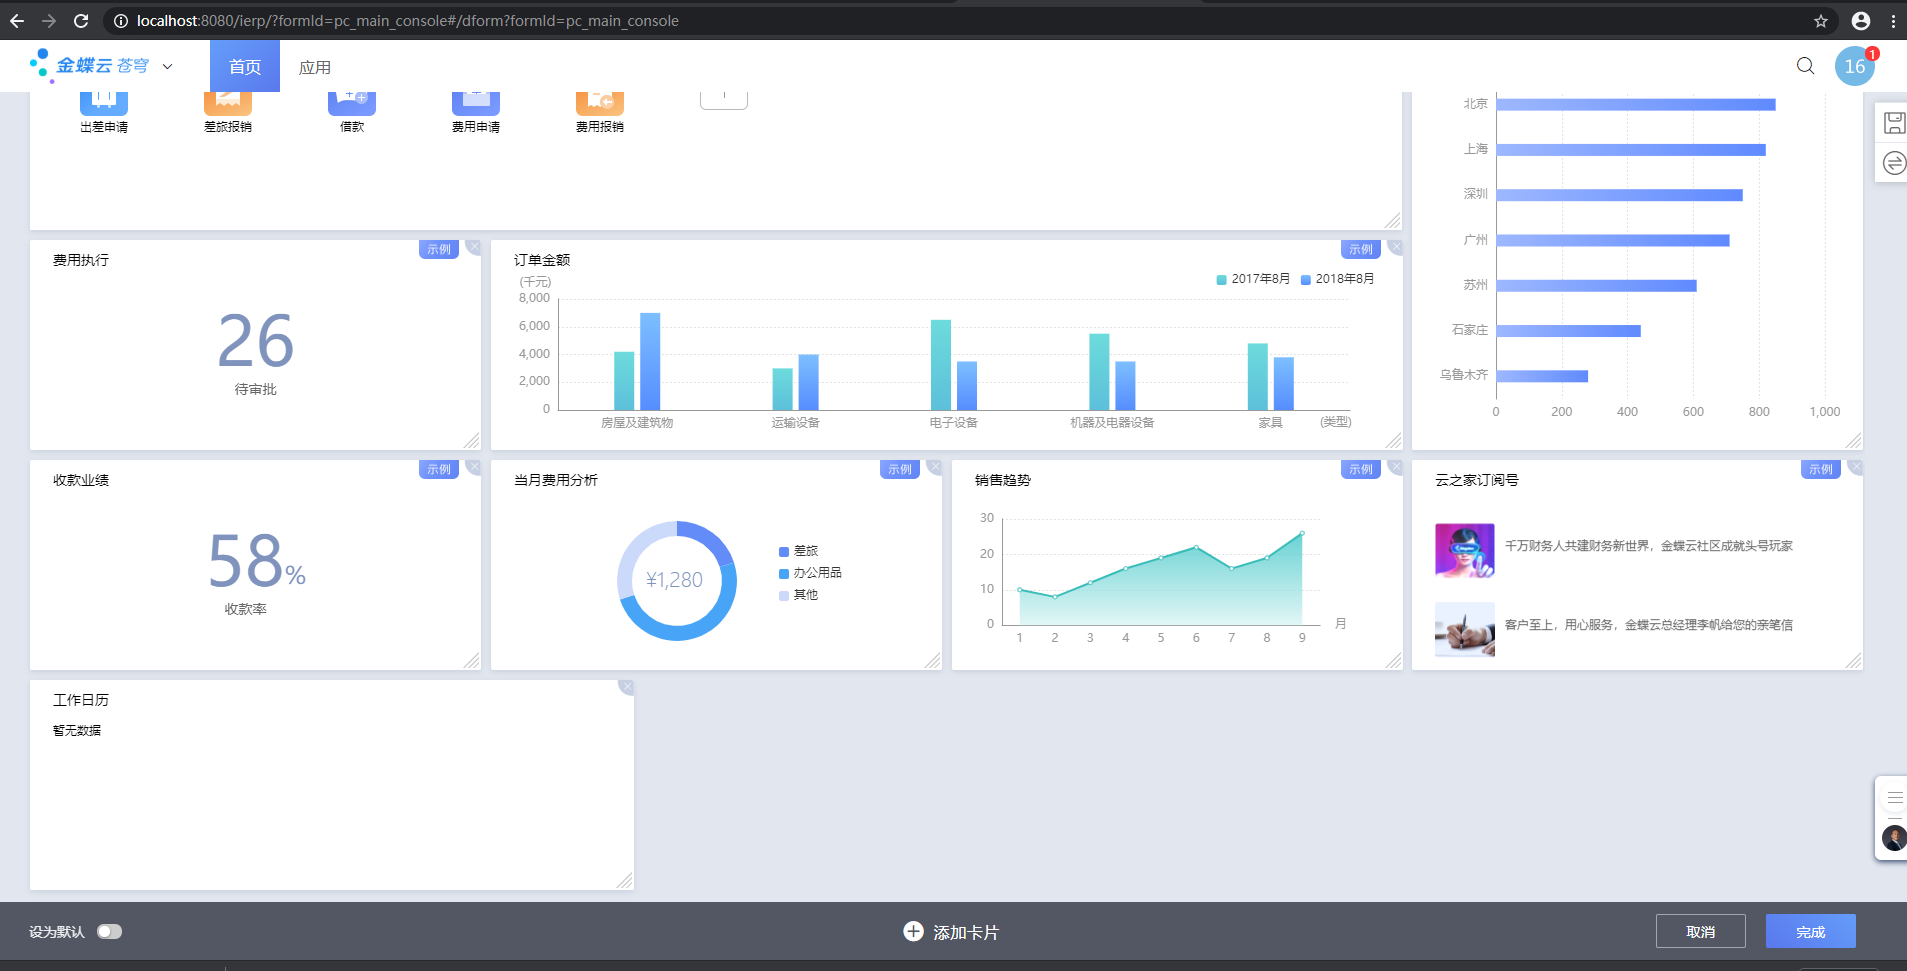 localhost:8080/ierp/?formId=pc_main_console#/dform?formId=pc_main_console
金蝶云 苍穹
首页
应用
16
1
出差申请
差旅报销
借款
费用申请
费用报销
北京
上海
深圳
广州
苏州
石家庄
乌鲁木齐
0 200 400 600 800 1,000
费用执行
示例
26
待审批
订单金额
示例
(千元)
2017年8月 2018年8月
8,000
6,000
4,000
2,000
0
房屋及建筑物 运输设备 电子设备 机器及电器设备 家具 (类型)
收款业绩
示例
58%
收款率
当月费用分析
示例
¥1,280
差旅
办公用品
其他
销售趋势
示例
30
20
10
0
1 2 3 4 5 6 7 8 9 月
云之家订阅号
示例
千万财务人共建财务新世界，金蝶云社区成就头号玩家
客户至上，用心服务，金蝶云总经理李帆给您的亲笔信
工作日历
暂无数据
设为默认
添加卡片
取消
完成